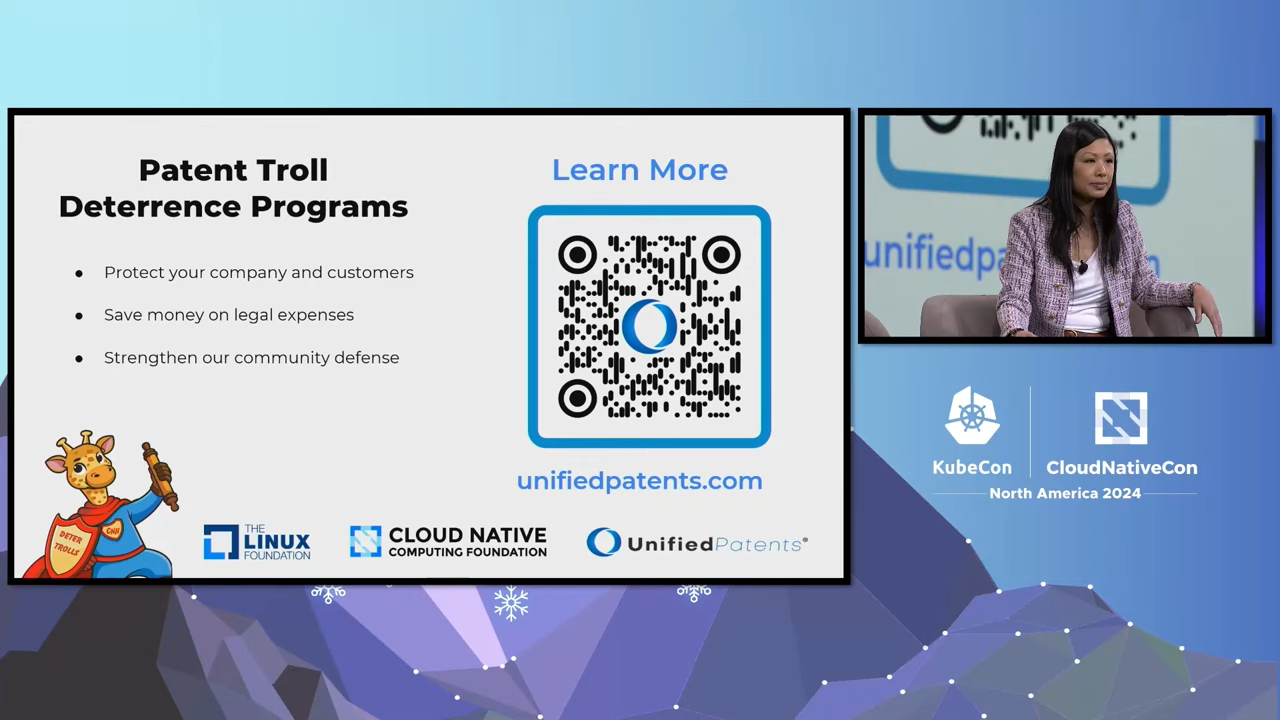 Patent Troll
Deterrence Programs
● Protect your company and customers
● Save money on legal expenses
● Strengthen our community defense
DETER
TROLLS
THE
LINUX
FOUNDATION
CLOUD NATIVE
COMPUTING FOUNDATION
UnifiedPatents®
Learn More
unifiedpatents.com
unifiedpa
KubeCon
CloudNativeCon
North America 2024